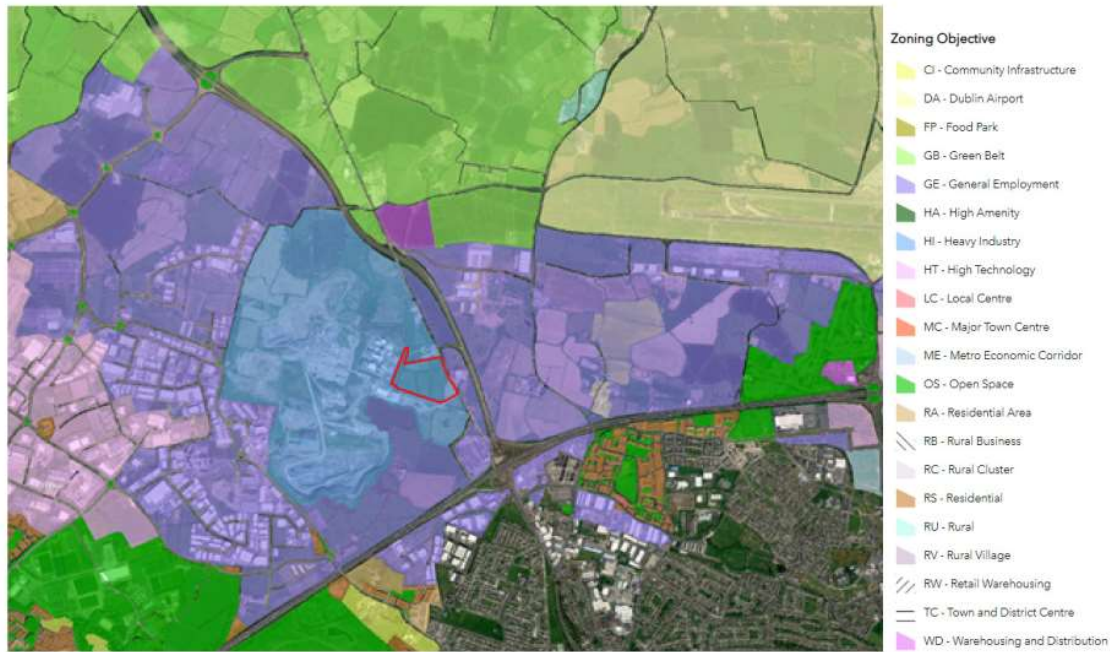 Zoning Objective
CI - Community Infrastructure
DA - Dublin Airport
FP - Food Park
GB - Green Belt
GE - General Employment
HA - High Amenity
HI - Heavy Industry
HT - High Technology
LC - Local Centre
MC - Major Town Centre
ME - Metro Economic Corridor
OS - Open Space
RA - Residential Area
RB - Rural Business
RC - Rural Cluster
RS - Residential
RU - Rural
RV - Rural Village
RW - Retail Warehousing
TC - Town and District Centre
WD - Warehousing and Distribution